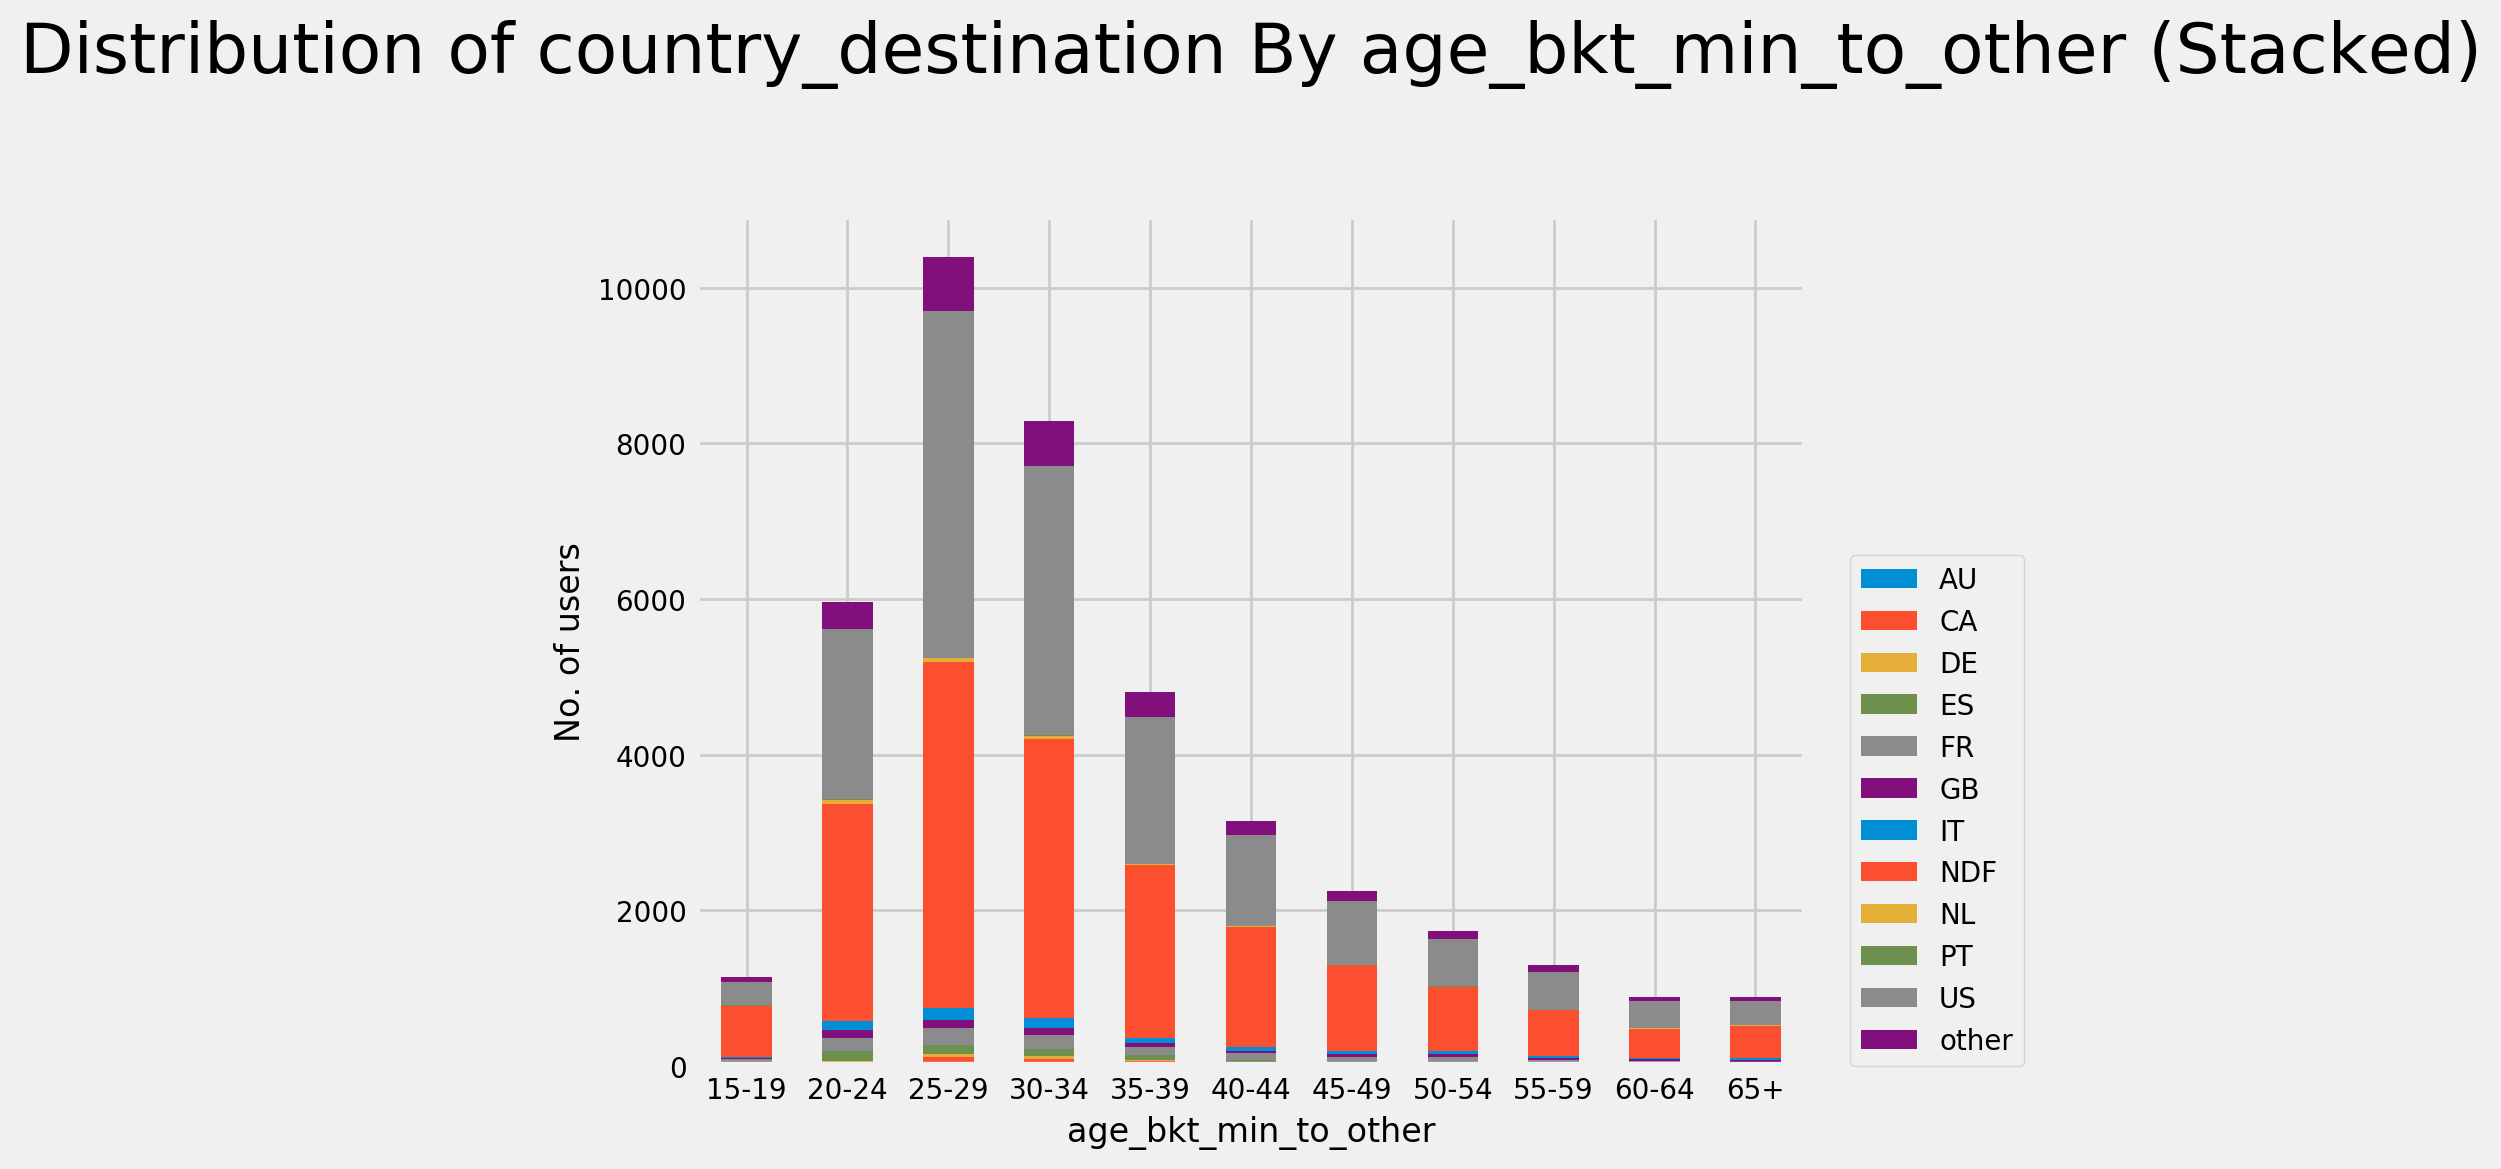 Distribution of country_destination By age_bkt_min_to_other (Stacked)
10000
8000
6000
4000
2000
0
No. of users
15-19 20-24 25-29 30-34 35-39 40-44 45-49 50-54 55-59 60-64 65+
age_bkt_min_to_other
AU
CA
DE
ES
FR
GB
IT
NDF
NL
PT
US
other